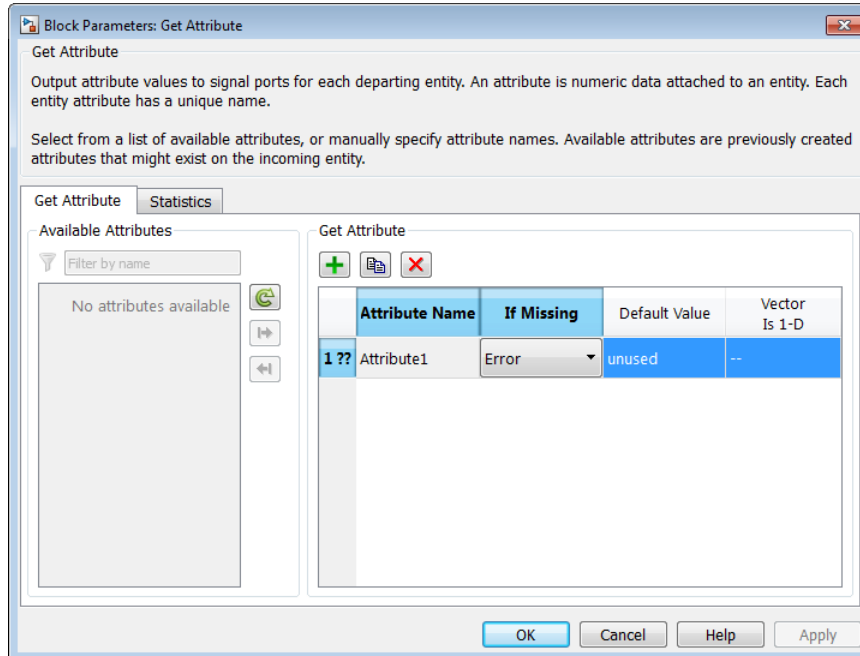 Block Parameters: Get Attribute
Get Attribute
Output attribute values to signal ports for each departing entity. An attribute is numeric data attached to an entity. Each
entity attribute has a unique name.
Select from a list of available attributes, or manually specify attribute names. Available attributes are previously created
attributes that might exist on the incoming entity.
Get Attribute
Statistics
Available Attributes
Filter by name
No attributes available
Get Attribute
Attribute Name
If Missing
Default Value
Vector
Is 1-D
1 ??
Attribute1
Error
unused
--
OK
Cancel
Help
Apply